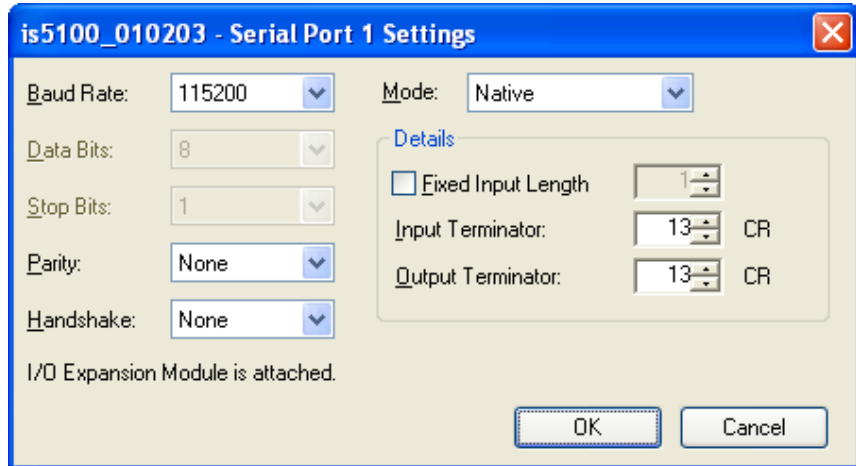 is5100_010203 - Serial Port 1 Settings
Baud Rate: 115200
Data Bits: 8
Stop Bits: 1
Parity: None
Handshake: None
I/O Expansion Module is attached.
Mode: Native
Details
Fixed Input Length 1
Input Terminator: 13 CR
Output Terminator: 13 CR
OK Cancel